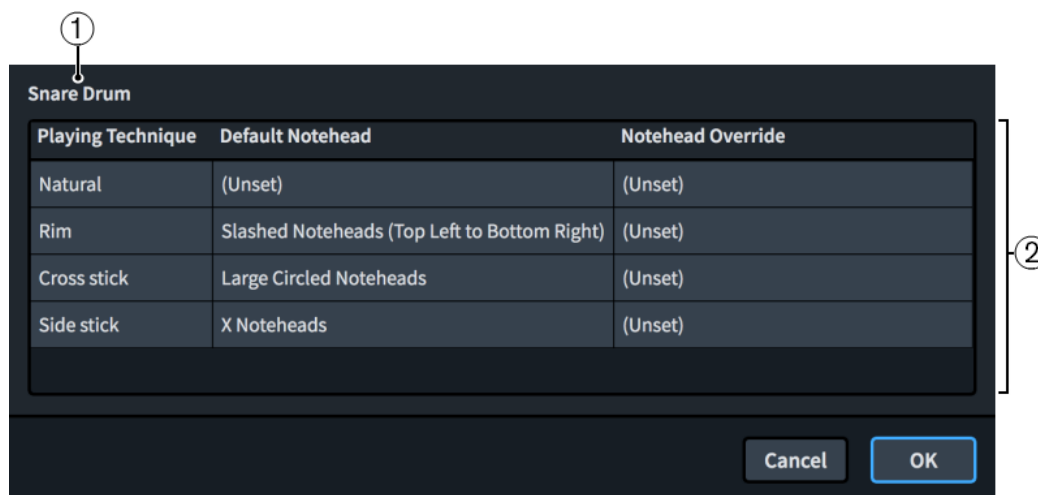 ①
Snare Drum
Playing Technique Default Notehead Notehead Override
Natural (Unset) (Unset)
Rim Slashed Noteheads (Top Left to Bottom Right) (Unset)
Cross stick Large Circled Noteheads (Unset)
Side stick X Noteheads (Unset)
②
Cancel OK